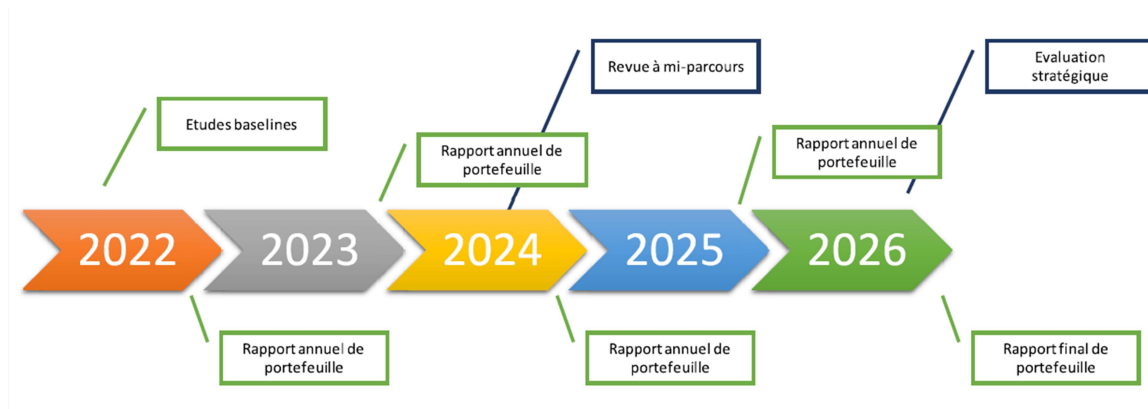 Revue à mi-parcours
Evaluation
stratégique
Etudes baselines
Rapport annuel de
portefeuille
Rapport annuel de
portefeuille
2022
2023
2024
2025
2026
Rapport annuel de
portefeuille
Rapport annuel de
portefeuille
Rapport final de
portefeuille